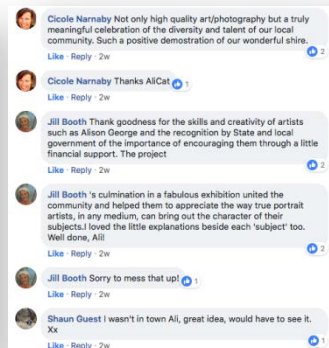 Cicole Narnaby Not only high quality art/photography but a truly
meaningful celebration of the diversity and talent of our local
community. Such a positive demostration of our wonderful shire.
2
Like · Reply · 2w
Cicole Narnaby Thanks AliCat
1
Like · Reply · 2w
Jill Booth Thank goodness for the skills and creativity of artists
such as Alison George and the recognition by State and local
government of the importance of encouraging them through a little
financial support. The project
2
Like · Reply · 2w
Jill Booth 's culmination in a fabulous exhibition united the
community and helped them to appreciate the way true portrait
artists, in any medium, can bring out the character of their
subjects.I loved the little explanations beside each 'subject' too.
Well done, Ali!
2
Like · Reply · 2w
Jill Booth Sorry to mess that up!
1
Like · Reply · 2w
Shaun Guest I wasn't in town Ali, great idea, would have to see it.
Xx
1
Like · Reply · 2w